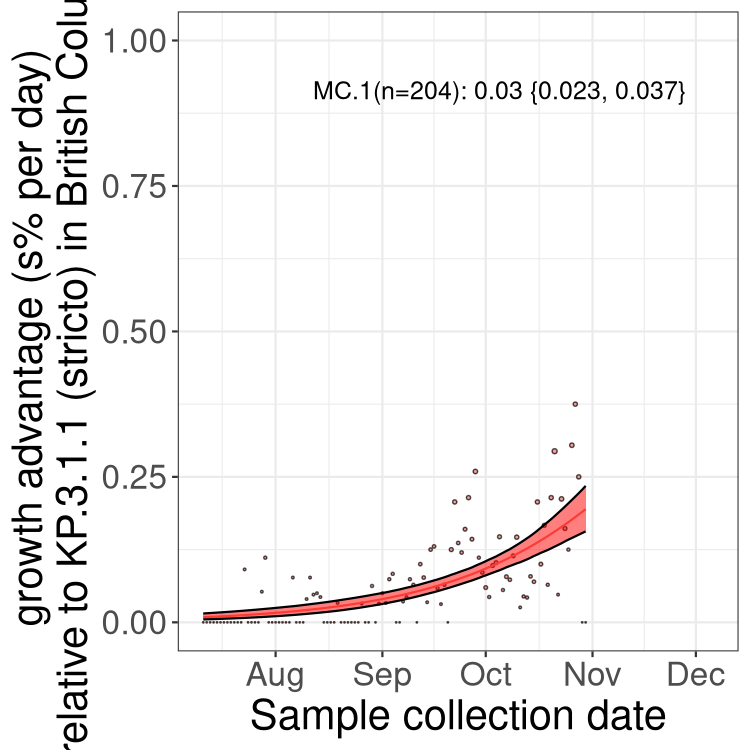 growth advantage (s% per day)
relative to KP.3.1.1 (stricto) in British Colu
1.00
0.75
0.50
0.25
0.00
MC.1(n=204): 0.03 {0.023, 0.037}
Aug Sep Oct Nov Dec
Sample collection date